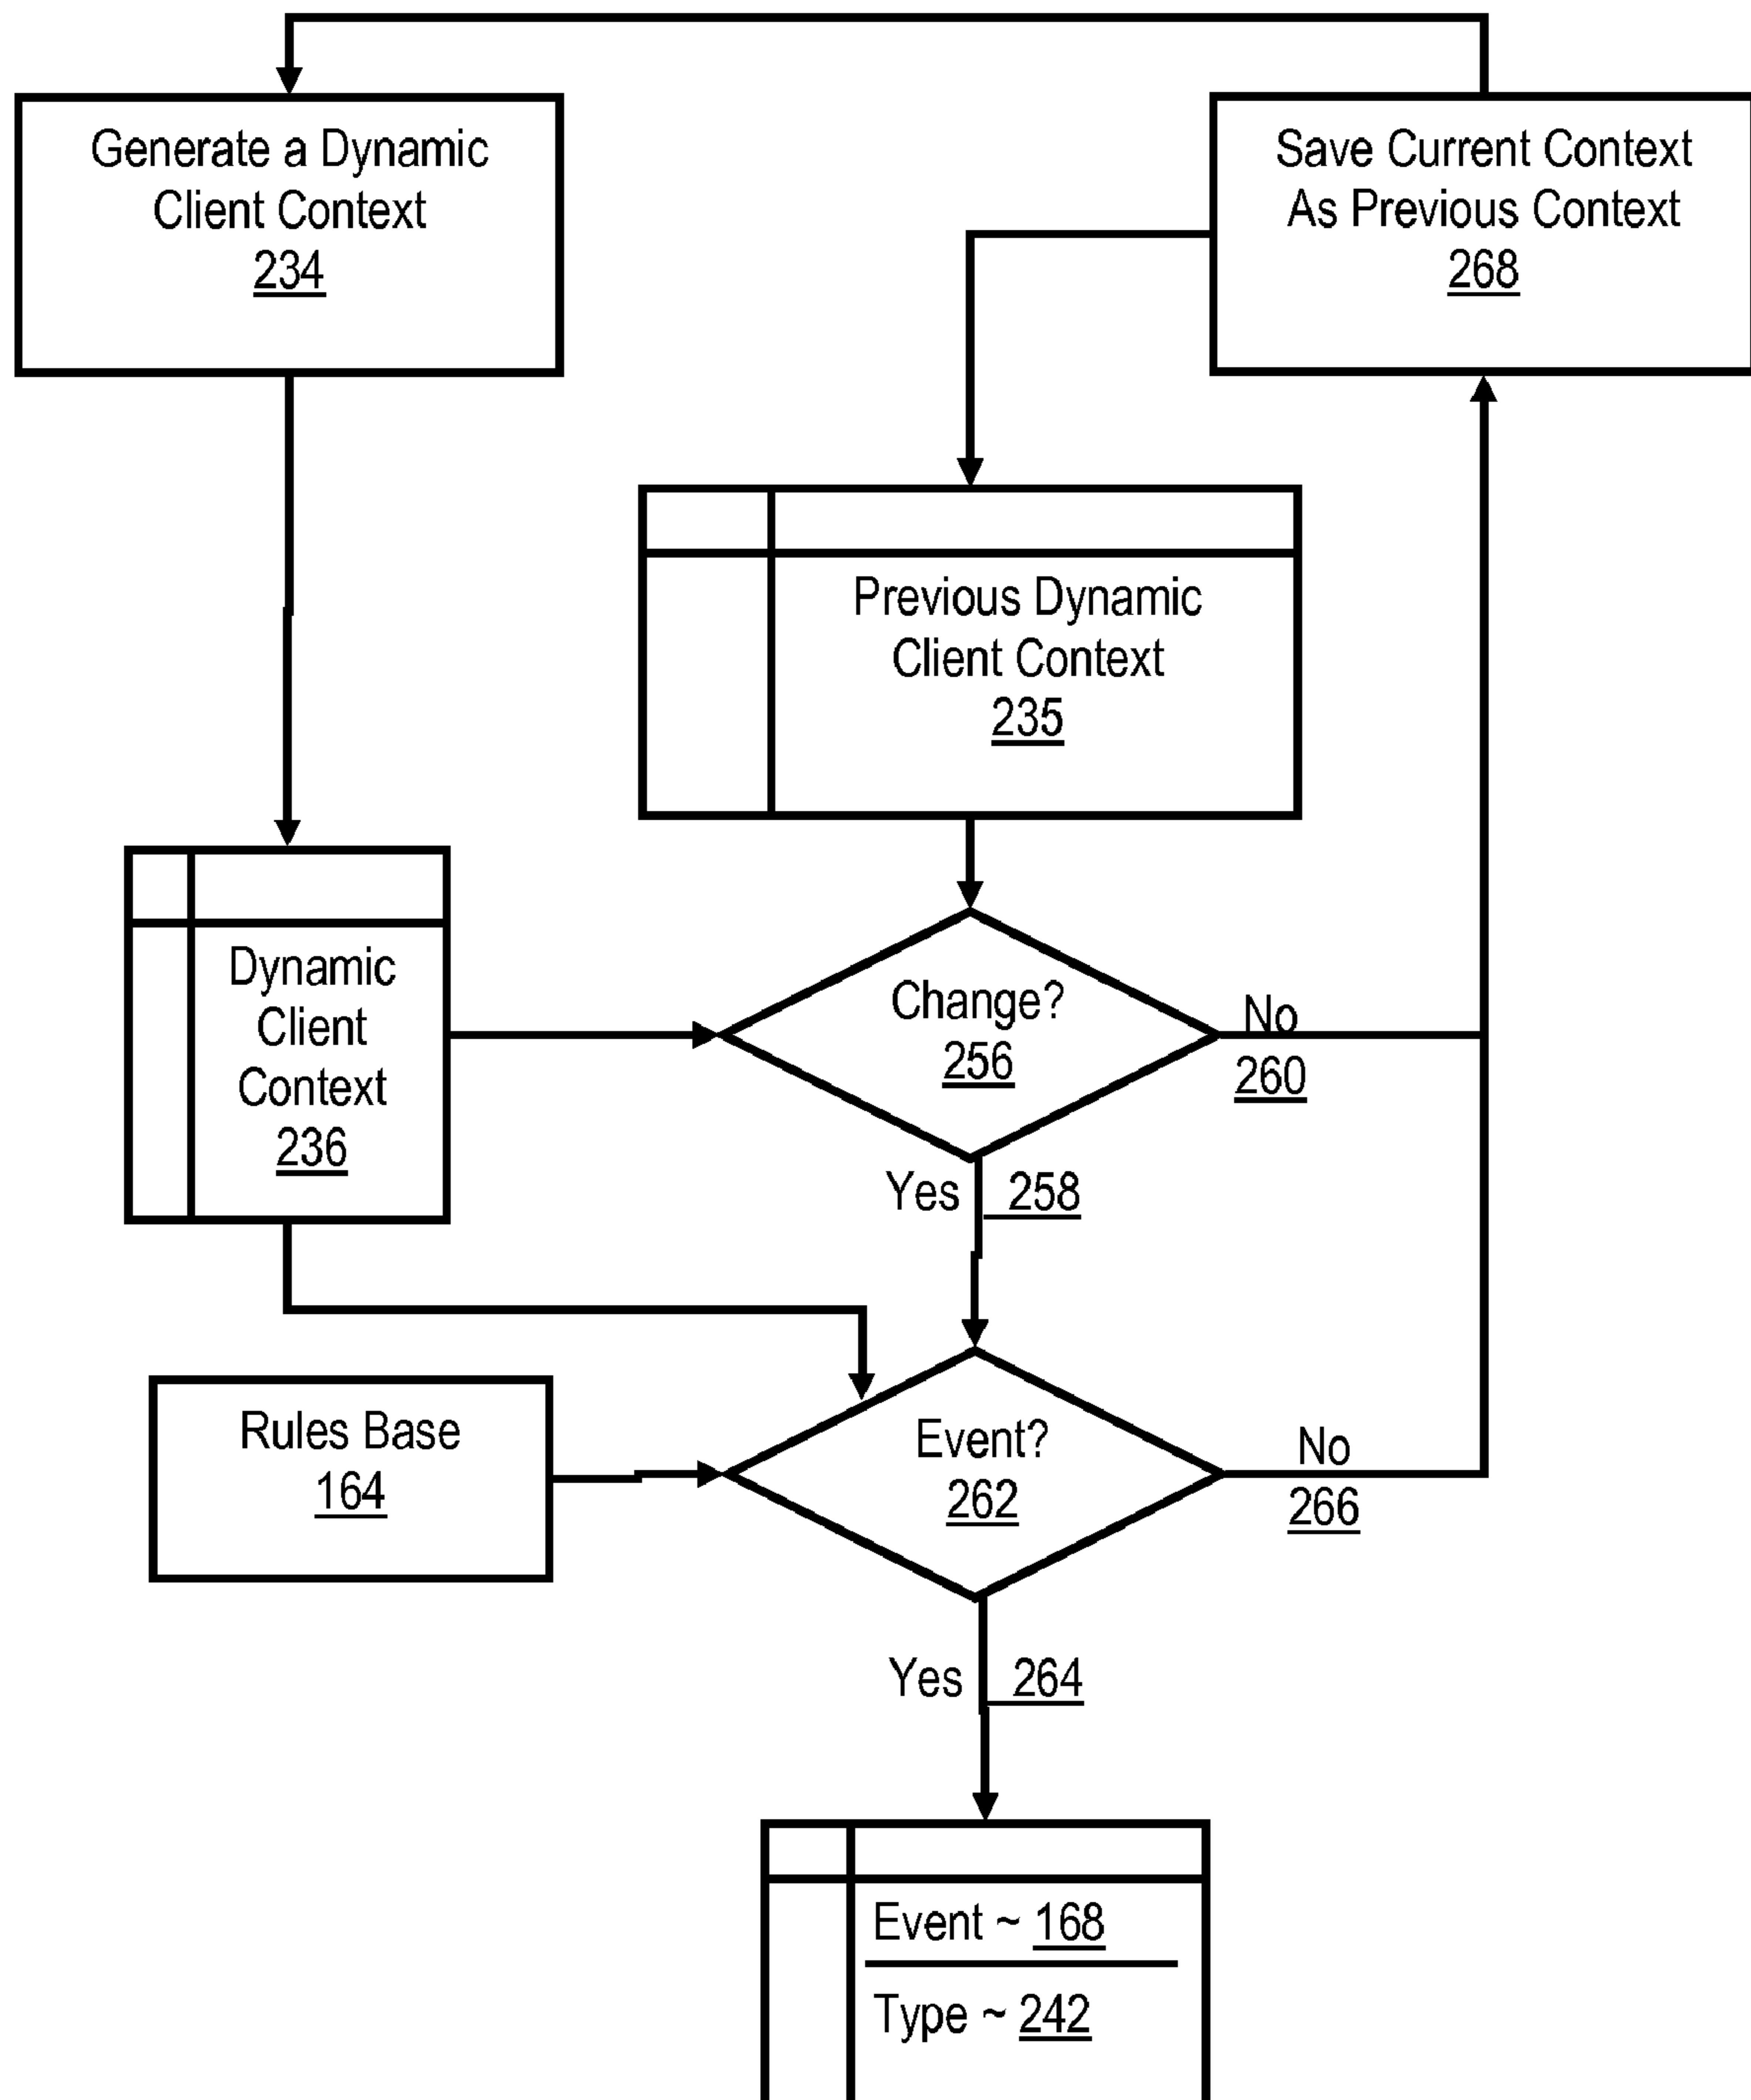 Generate a Dynamic
Client Context
234
Save Current Context
As Previous Context
268
Previous Dynamic
Client Context
235
Dynamic
Client
Context
236
Change?
256
No
260
Yes 258
Rules Base
164
Event?
262
No
266
Yes 264
Event ~ 168
Type ~ 242